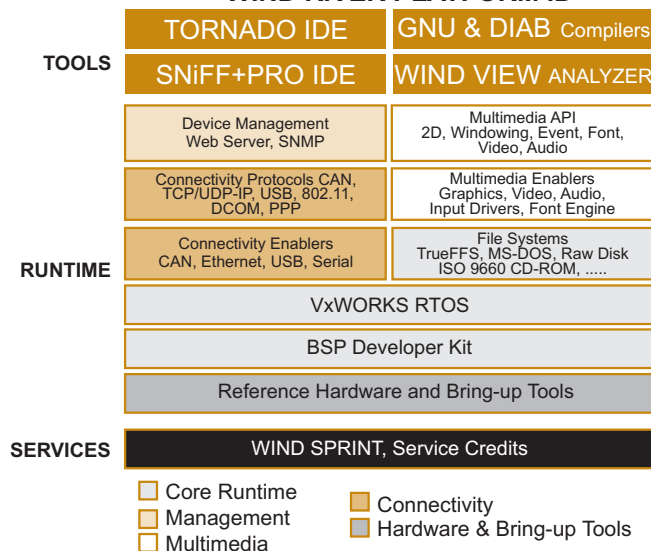 TOOLS
TORNADO IDE
GNU & DIAB Compilers
SNiFF+PRO IDE
WIND VIEW ANALYZER
RUNTIME
Device Management
Web Server, SNMP
Multimedia API
2D, Windowing, Event, Font,
Video, Audio
Connectivity Protocols CAN,
TCP/UDP-IP, USB, 802.11,
DCOM, PPP
Multimedia Enablers
Graphics, Video, Audio,
Input Drivers, Font Engine
Connectivity Enablers
CAN, Ethernet, USB, Serial
File Systems
TrueFFS, MS-DOS, Raw Disk
ISO 9660 CD-ROM, .....
VxWORKS RTOS
BSP Developer Kit
Reference Hardware and Bring-up Tools
SERVICES
WIND SPRINT, Service Credits
Core Runtime
Management
Multimedia
Connectivity
Hardware & Bring-up Tools